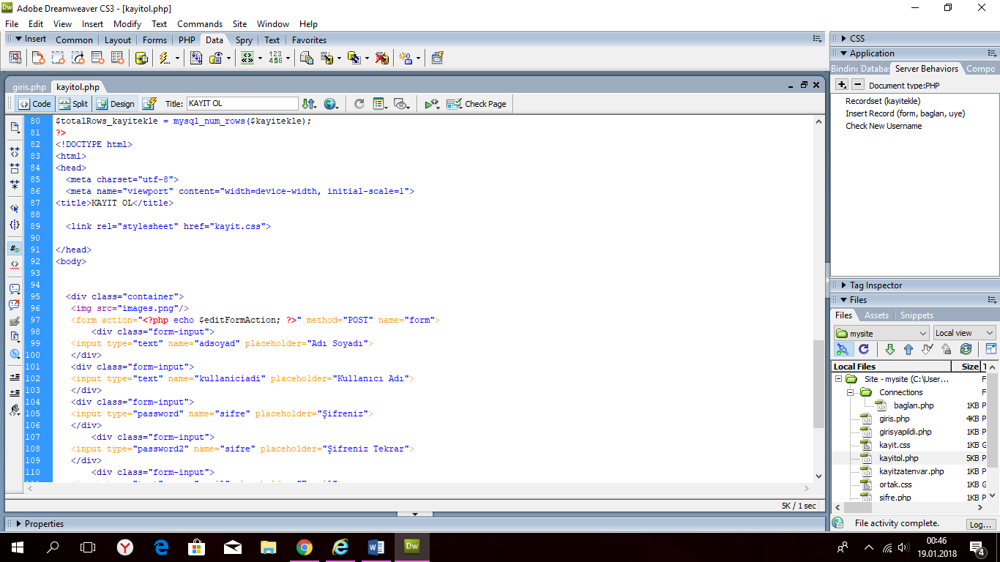 Adobe Dreamweaver CS3 - [kayitol.php]
File Edit View Insert Modify Text Commands Site Window Help
Insert Common Layout Forms PHP Data Spry Text Favorites
giris.php kayitol.php
Code Split Design Title: KAYIT OL Check Page
80 $totalRows_kayitekle = mysql_num_rows($kayitekle);
81 ?>
82 <!DOCTYPE html>
83 <html>
84 <head>
85 <meta charset="utf-8">
86 <meta name="viewport" content="width=device-width, initial-scale=1">
87 <title>KAYIT OL</title>
88
89 <link rel="stylesheet" href="kayit.css">
90
91 </head>
92 <body>
93
94
95 <div class="container">
96 <img src="images.png"/>
97 <form action="<?php echo $editFormAction; ?>" method="POST" name="form">
98 <div class="form-input">
99 <input type="text" name="adsoyad" placeholder="Adı Soyadı">
100 </div>
101 <div class="form-input">
102 <input type="text" name="kullaniciadi" placeholder="Kullanıcı Adı">
103 </div>
104 <div class="form-input">
105 <input type="password" name="sifre" placeholder="Şifreniz">
106 </div>
107 <div class="form-input">
108 <input type="password2" name="sifre" placeholder="Şifreniz Tekrar">
109 </div>
110 <div class="form-input">
5K / 1 sec
Properties
CSS
Application
Server Behaviors Compo
Document type:PHP
Recordset (kayitekle)
Insert Record (form, baglan, uye)
Check New Username
Tag Inspector
Files
Files Assets Snippets
mysite Local view
Local Files Size
Site - mysite (C:\User... F
Connections F
baglan.php 1KB P
giris.php 4KB P
girisyapildi.php 1KB P
kayit.css 1KB G
kayitol.php 5KB P
kayitzatenvar.php 1KB P
ortak.css 1KB G
sifre.php 1KB P
File activity complete. Log...
00:46
19.01.2018
4